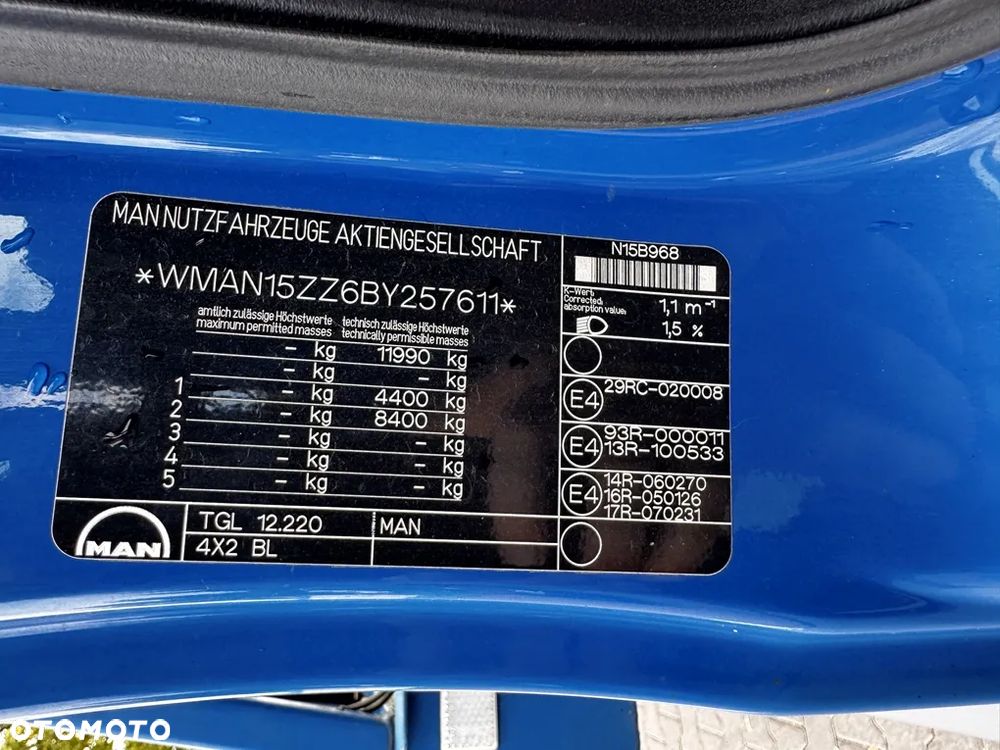 MAN NUTZFAHRZEUGE AKTIENGESELLSCHAFT
*WMAN15ZZ6BY257611*
amtlich zulässige Höchstwerte technisch zulässige Höchstwerte
maximum permitted masses technically permissible masses
- kg 11990 kg
- kg - kg
1 - kg 4400 kg
2 - kg 8400 kg
3 - kg - kg
4 - kg - kg
5 - kg - kg
MAN
TGL 12.220 MAN
4X2 BL
N15B968
K-Wert:
Corrected absorption value: 1,1 m⁻¹
1,5 %
E4 29RC-020008
E4 93R-000011
13R-100533
E4 14R-060270
16R-050126
17R-070231
OTOMOTO